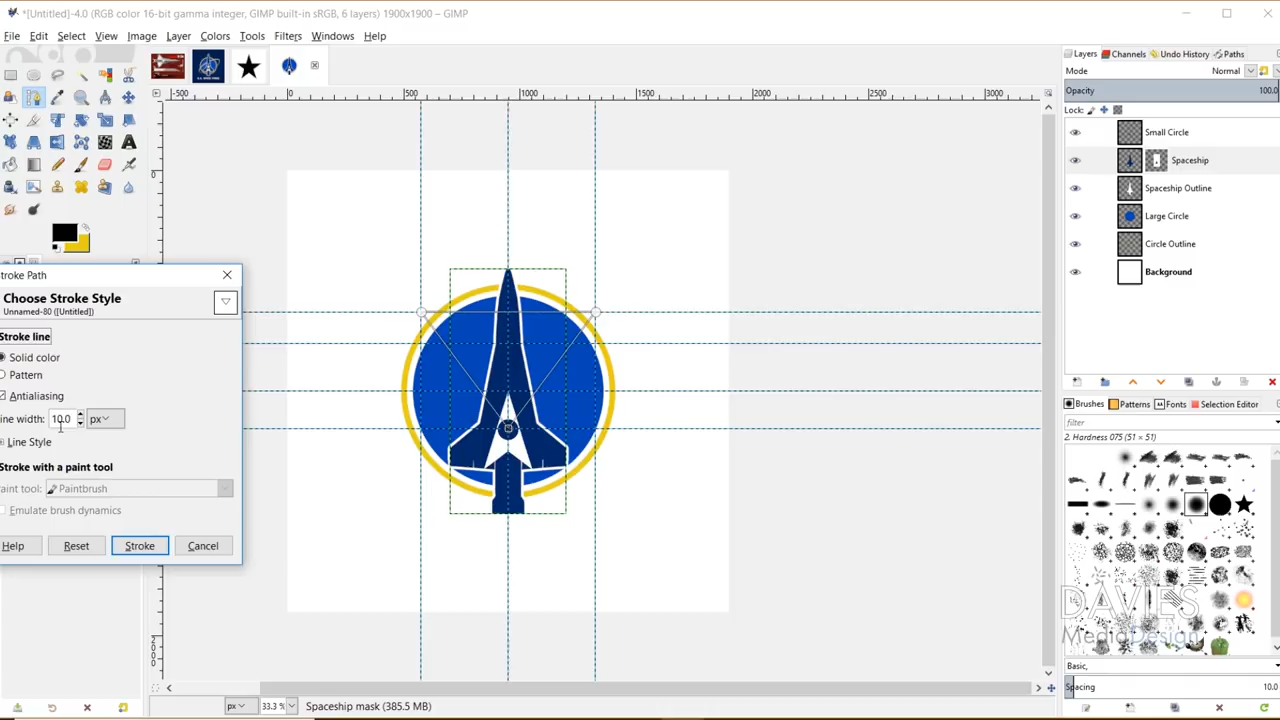 *[Untitled]-4.0 (RGB color 16-bit gamma integer, GIMP built-in sRGB, 6 layers) 1900x1900 – GIMP
File Edit Select View Image Layer Colors Tools Filters Windows Help
Layers Channels Undo History Paths
Mode Normal
Opacity 100.0
Lock:
-500 0 500 1000 1500 2000 2500 3000
Small Circle
Spaceship
Spaceship Outline
Large Circle
Circle Outline
Background
0
2000
troke Path
Choose Stroke Style
Unnamed-80 ([Untitled])
Stroke line
Solid color
Pattern
Antialiasing
ine width: 10.0 px
Line Style
Stroke with a paint tool
aint tool: Paintbrush
Emulate brush dynamics
Help Reset Stroke Cancel
Brushes Patterns Fonts Selection Editor
filter
2. Hardness 075 (51 × 51)
DAVIES
MediaDesign
Basic,
Spacing 10.0
px 33.3 % Spaceship mask (385.5 MB)